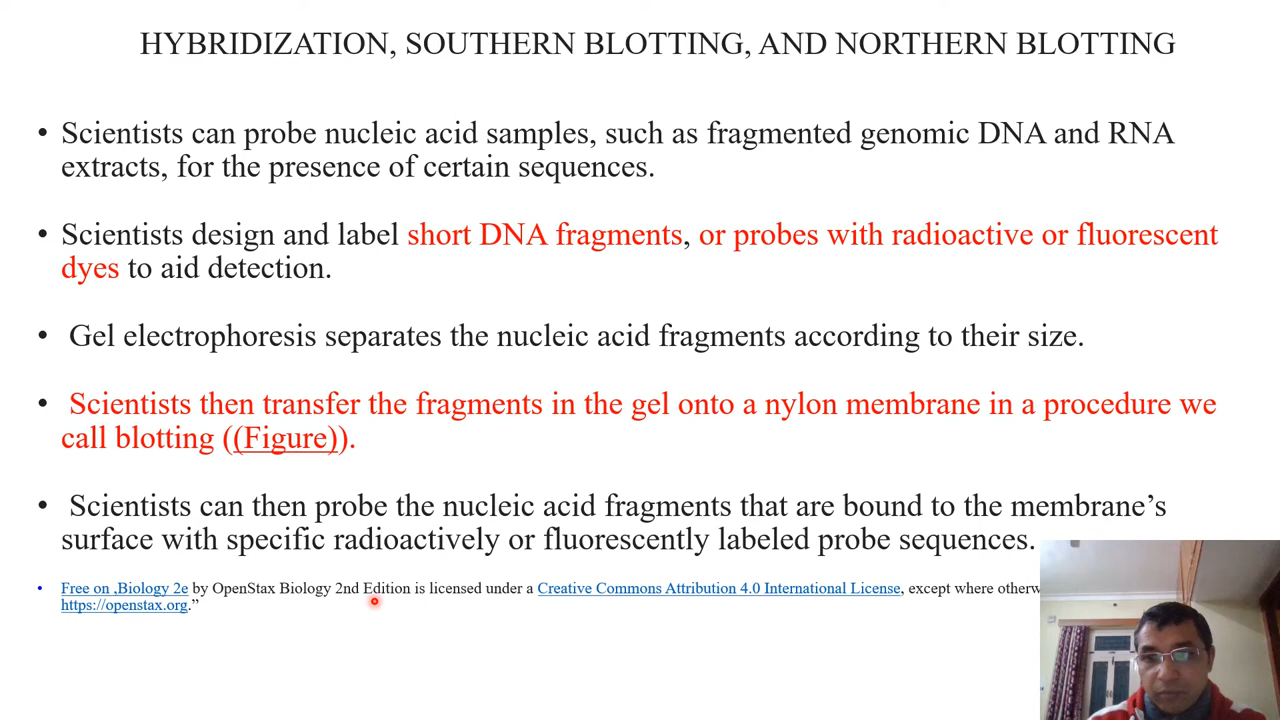 HYBRIDIZATION, SOUTHERN BLOTTING, AND NORTHERN BLOTTING
• Scientists can probe nucleic acid samples, such as fragmented genomic DNA and RNA
extracts, for the presence of certain sequences.
• Scientists design and label short DNA fragments, or probes with radioactive or fluorescent
dyes to aid detection.
• Gel electrophoresis separates the nucleic acid fragments according to their size.
• Scientists then transfer the fragments in the gel onto a nylon membrane in a procedure we
call blotting ((Figure)).
• Scientists can then probe the nucleic acid fragments that are bound to the membrane’s
surface with specific radioactively or fluorescently labeled probe sequences.
• Free on ,Biology 2e by OpenStax Biology 2nd Edition is licensed under a Creative Commons Attribution 4.0 International License, except where
https://openstax.org.”